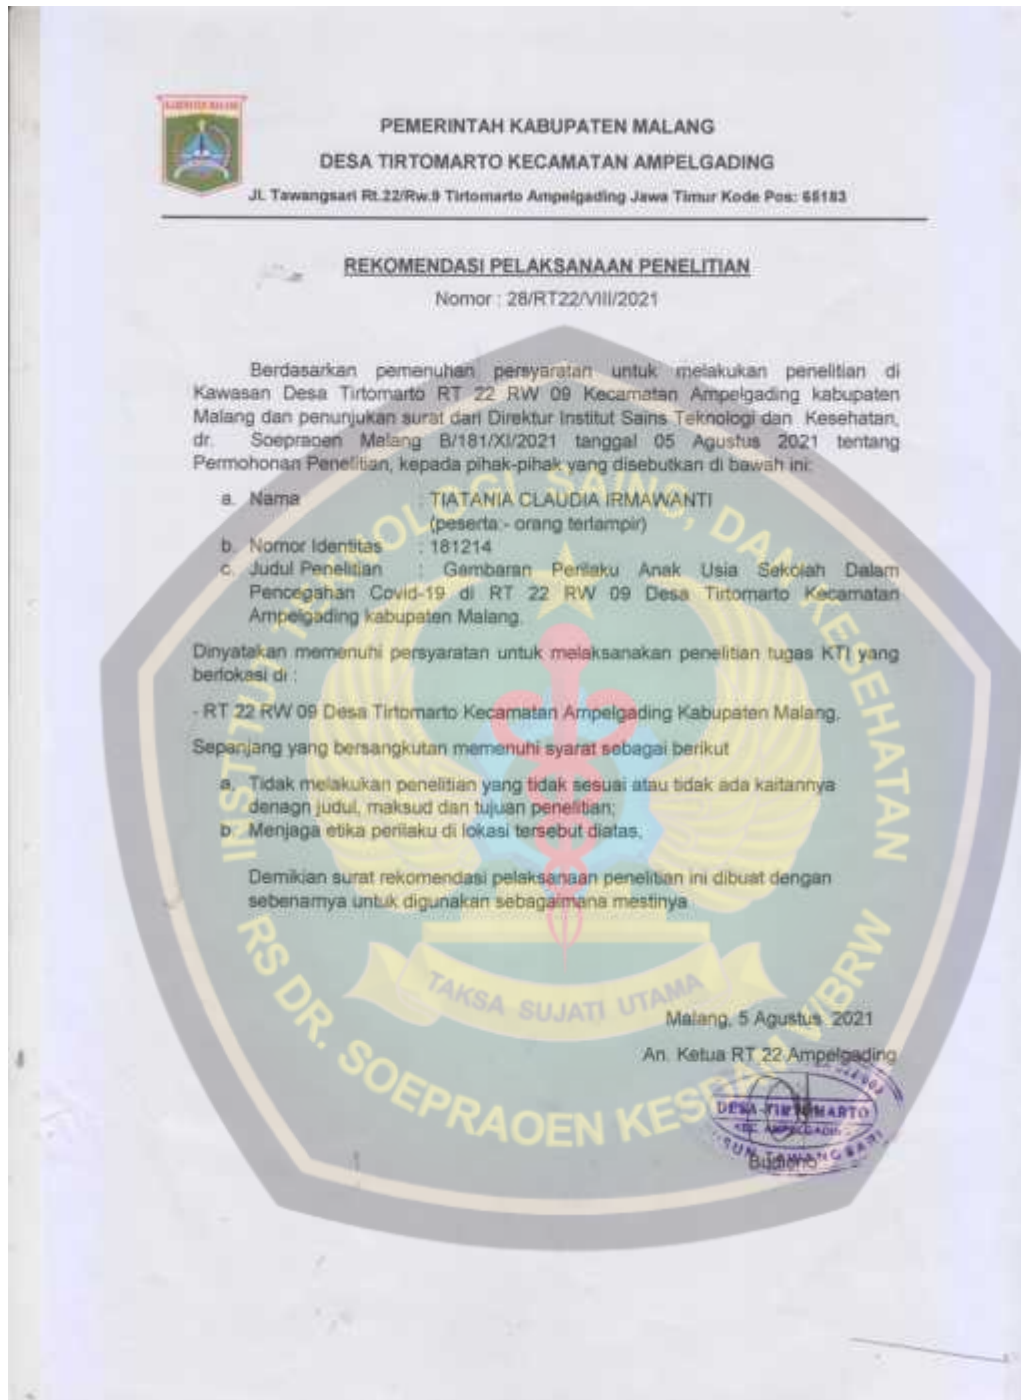 KABUPATEN MALANG
PEMERINTAH KABUPATEN MALANG
DESA TIRTOMARTO KECAMATAN AMPELGADING
Jl. Tawangsari Rt.22/Rw.9 Tirtomarto Ampelgading Jawa Timur Kode Pos: 65183
REKOMENDASI PELAKSANAAN PENELITIAN
Nomor : 28/RT22/VIII/2021
Berdasarkan pemenuhan persyaratan untuk melakukan penelitian di
Kawasan Desa Tirtomarto RT 22 RW 09 Kecamatan Ampelgading kabupaten
Malang dan penunjukan surat dari Direktur Institut Sains Teknologi dan Kesehatan,
dr. Soepraoen Malang B/181/XI/2021 tanggal 05 Agustus 2021 tentang
Permohonan Penelitian, kepada pihak-pihak yang disebutkan di bawah ini:
a. Nama : TIATANIA CLAUDIA IRMAWANTI
(peserta:- orang terlampir)
b. Nomor Identitas : 181214
c. Judul Penelitian : Gambaran Perilaku Anak Usia Sekolah Dalam
Pencegahan Covid-19 di RT 22 RW 09 Desa Tirtomarto Kecamatan
Ampelgading kabupaten Malang.
Dinyatakan memenuhi persyaratan untuk melaksanakan penelitian tugas KTI yang
berlokasi di :
- RT 22 RW 09 Desa Tirtomarto Kecamatan Ampelgading Kabupaten Malang.
Sepanjang yang bersangkutan memenuhi syarat sebagai berikut
a. Tidak melakukan penelitian yang tidak sesuai atau tidak ada kaitannya
denagn judul, maksud dan tujuan penelitian;
b. Menjaga etika perilaku di lokasi tersebut diatas;
Demikian surat rekomendasi pelaksanaan penelitian ini dibuat dengan
sebenarnya untuk digunakan sebagaimana mestinya
Malang, 5 Agustus 2021
An. Ketua RT 22 Ampelgading
DESA TIRTOMARTO
KEC. AMPELGADING
DUSUN TAWANGSARI
Budiono
INSTITUT TEKNOLOGI, SAINS, DAN KESEHATAN
TAKSA SUJATI UTAMA
RS DR. SOEPRAOEN KESDAM V/BRW